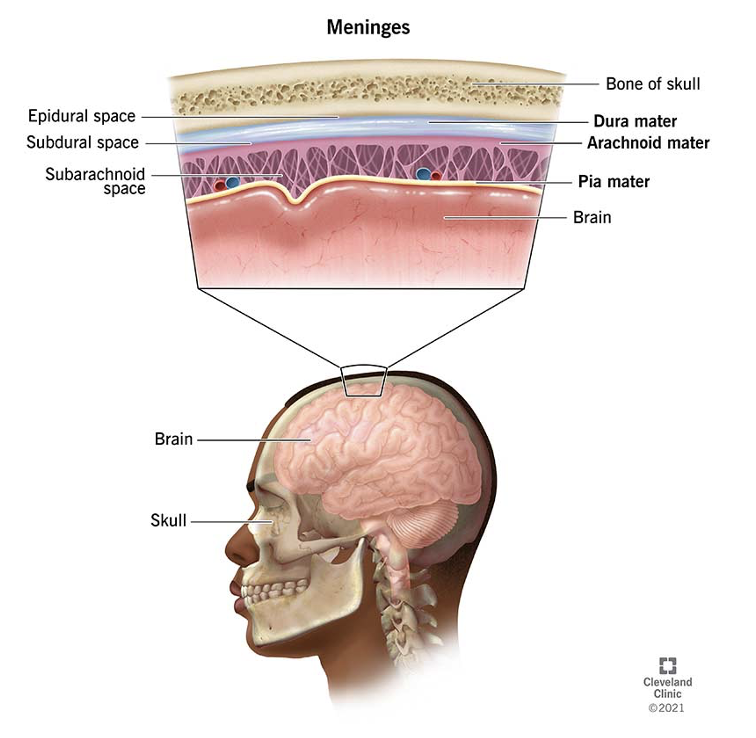 Meninges
Bone of skull
Epidural space
Dura mater
Subdural space
Arachnoid mater
Subarachnoid
space
Pia mater
Brain
Brain
Skull
Cleveland
Clinic
©2021